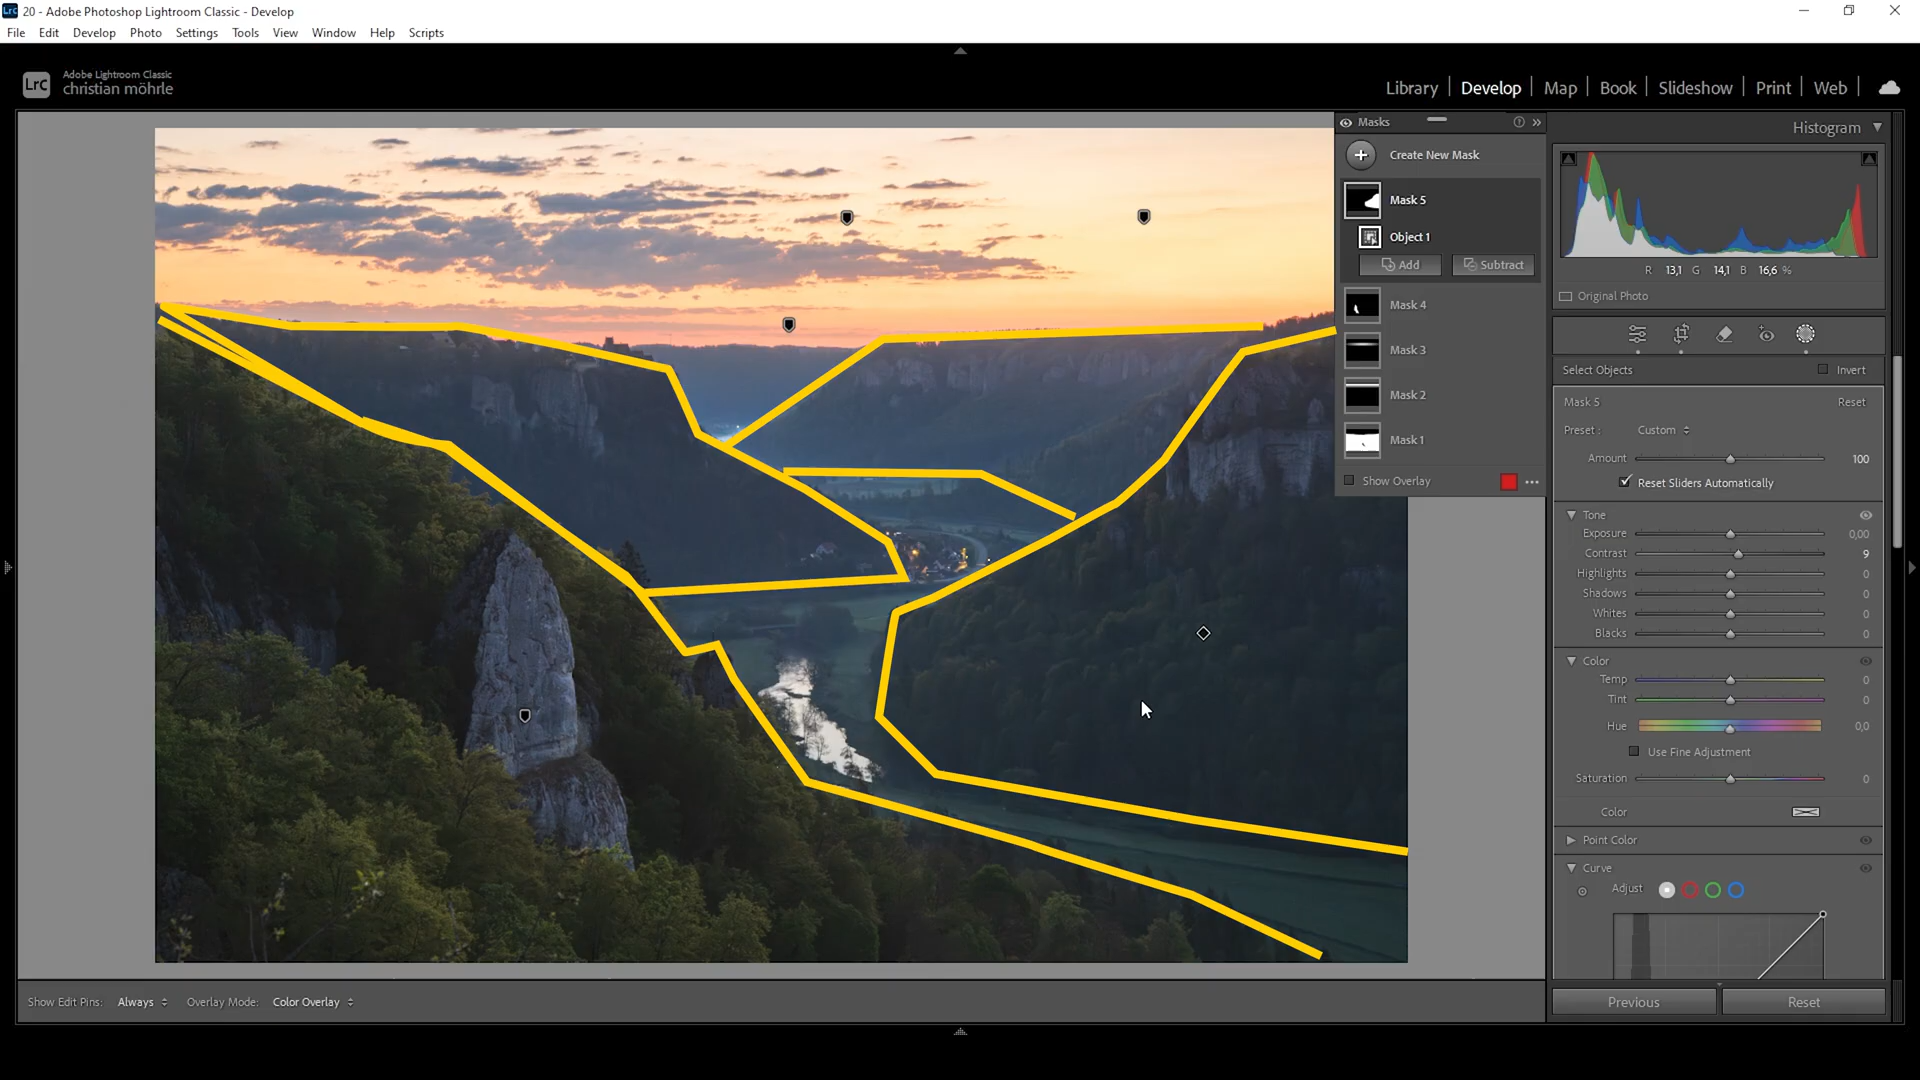 20 - Adobe Photoshop Lightroom Classic - Develop
File Edit Develop Photo Settings Tools View Window Help Scripts
LrC
Adobe Lightroom Classic
christian möhrle
Library Develop Map Book Slideshow Print Web
Masks
Create New Mask
Mask 5
Object 1
Add Subtract
Mask 4
Mask 3
Mask 2
Mask 1
Show Overlay
Histogram
R 13,1 G 14,1 B 16,6 %
Original Photo
Select Objects Invert
Mask 5 Reset
Preset : Custom
Amount 100
Reset Sliders Automatically
Tone
Exposure 0,00
Contrast 9
Highlights 0
Shadows 0
Whites 0
Blacks 0
Color
Temp 0
Tint 0
Hue 0,0
Use Fine Adjustment
Saturation 0
Color
Point Color
Curve
Adjust
Show Edit Pins: Always Overlay Mode: Color Overlay
Previous Reset